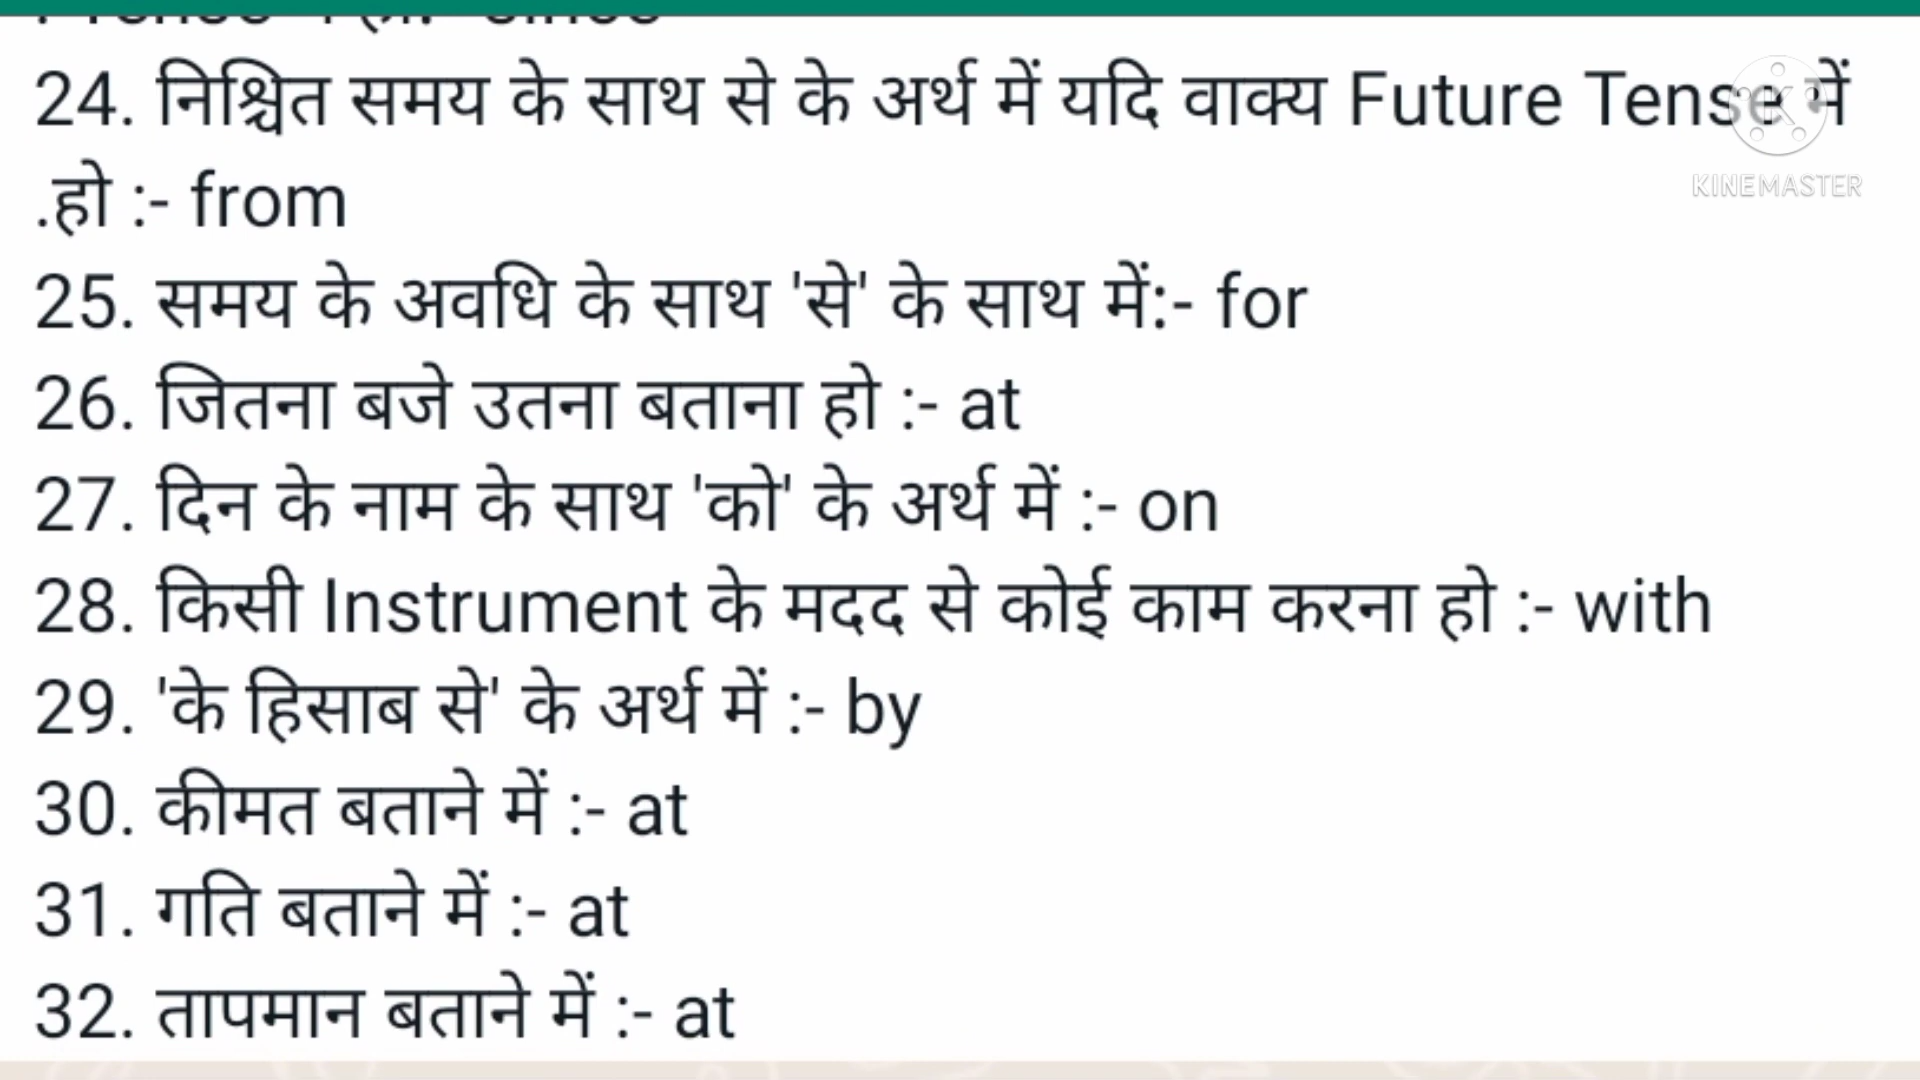 24. निश्चित समय के साथ से के अर्थ में यदि वाक्य Future Tense में
.हो :- from
25. समय के अवधि के साथ 'से' के साथ में:- for
26. जितना बजे उतना बताना हो :- at
27. दिन के नाम के साथ 'को' के अर्थ में :- on
28. किसी Instrument के मदद से कोई काम करना हो :- with
29. 'के हिसाब से' के अर्थ में :- by
30. कीमत बताने में :- at
31. गति बताने में :- at
32. तापमान बताने में :- at
KINEMASTER